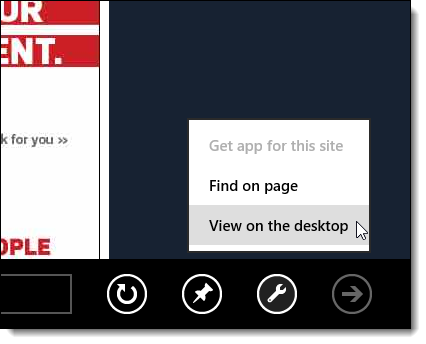 UR
ENT.
k for you »
Get app for this site
Find on page
View on the desktop
OPLE